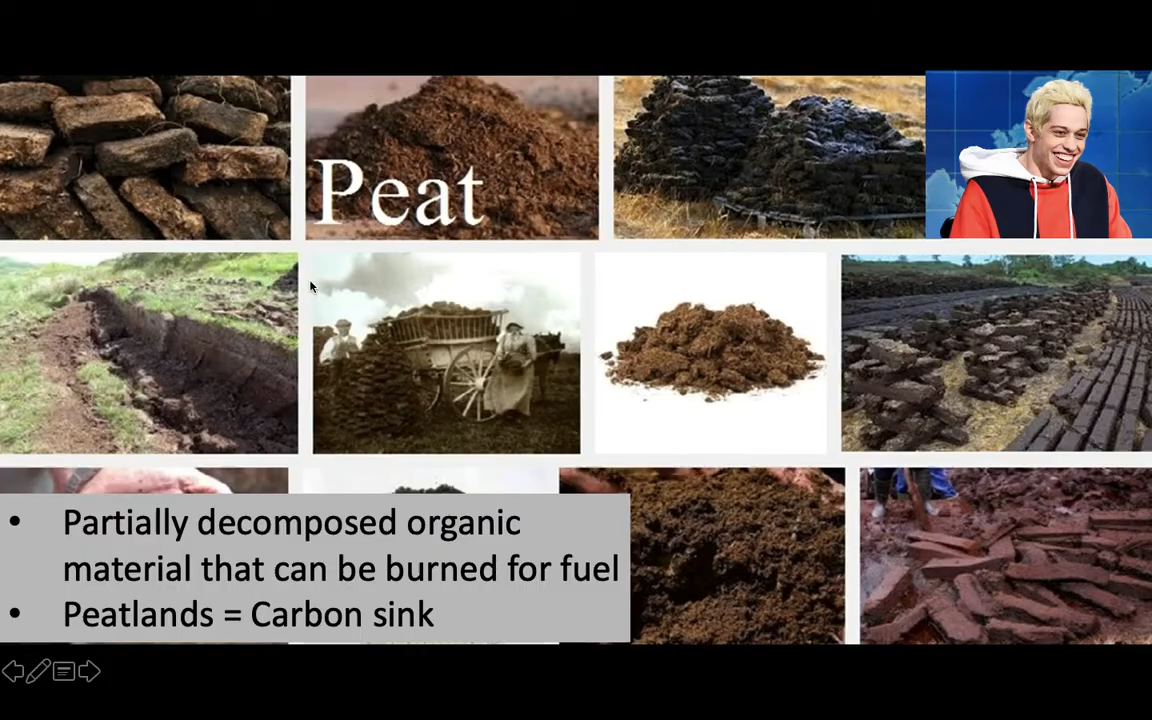 Peat
• Partially decomposed organic
material that can be burned for fuel
• Peatlands = Carbon sink